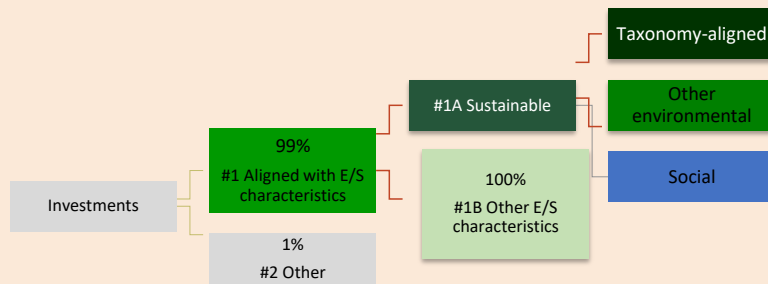 Taxonomy-aligned
#1A Sustainable
Other
environmental
99%
#1 Aligned with E/S
characteristics
100%
#1B Other E/S
characteristics
Social
Investments
1%
#2 Other